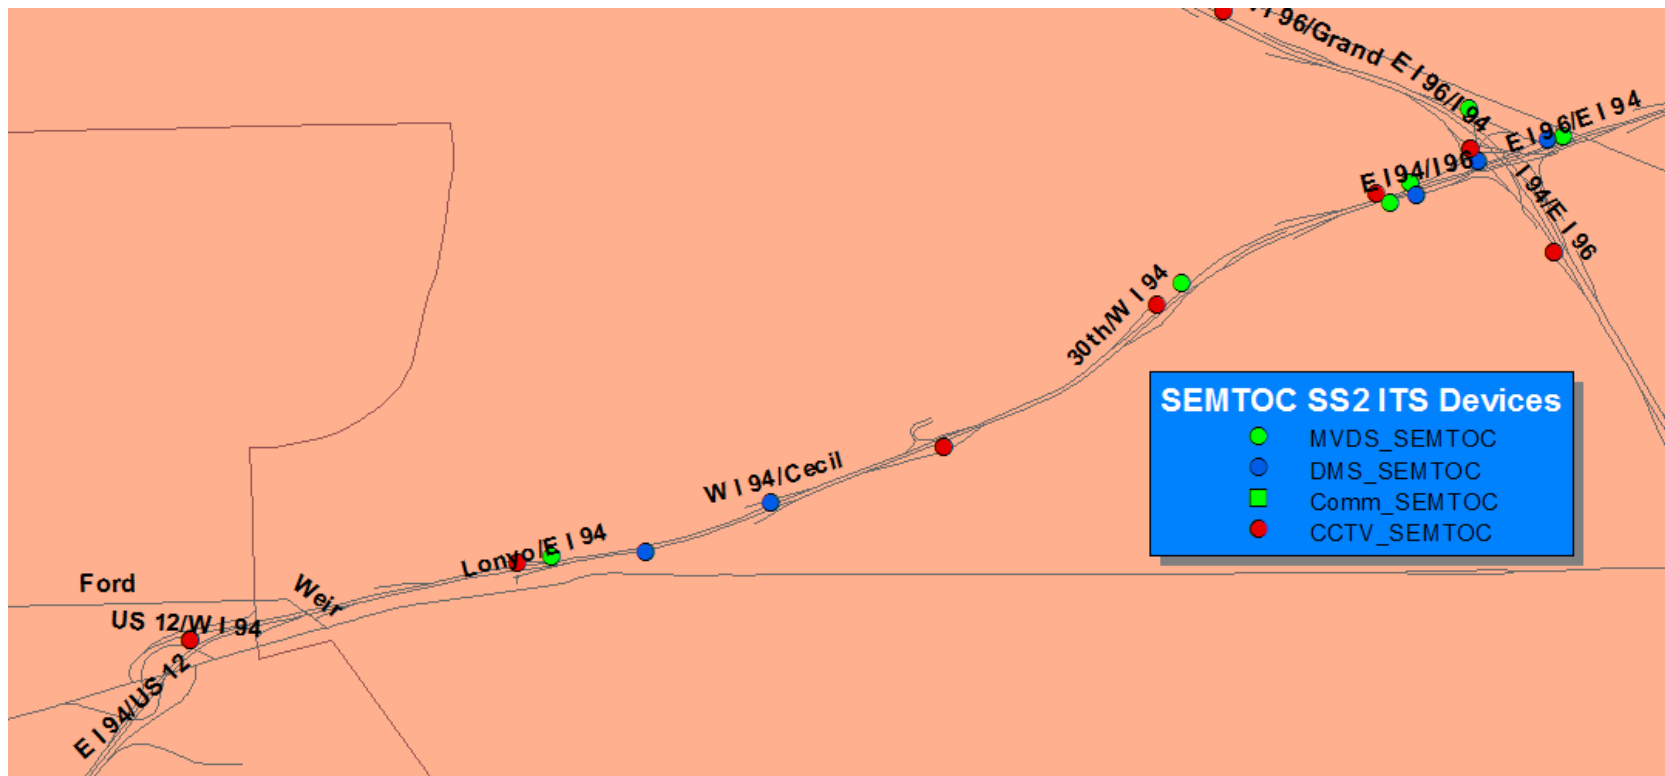 I 96/Grand
E I 96/I 94
E I 96/E I 94
E I 94/I 96
I 94/E I 96
30th/W I 94
SEMTOC SS2 ITS Devices
MVDS_SEMTOC
DMS_SEMTOC
Comm_SEMTOC
CCTV_SEMTOC
W I 94/Cecil
Lonyo/E I 94
Ford
Weir
US 12/W I 94
E I 94/US 12